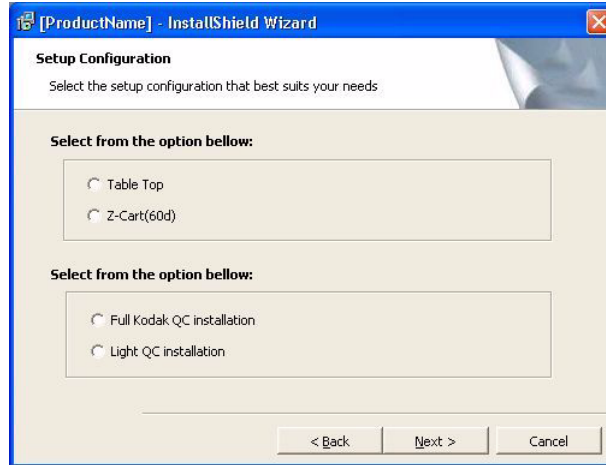 [ProductName] - InstallShield Wizard
Setup Configuration
Select the setup configuration that best suits your needs
Select from the option bellow:
Table Top
Z-Cart(60d)
Select from the option bellow:
Full Kodak QC installation
Light QC installation
< Back Next > Cancel